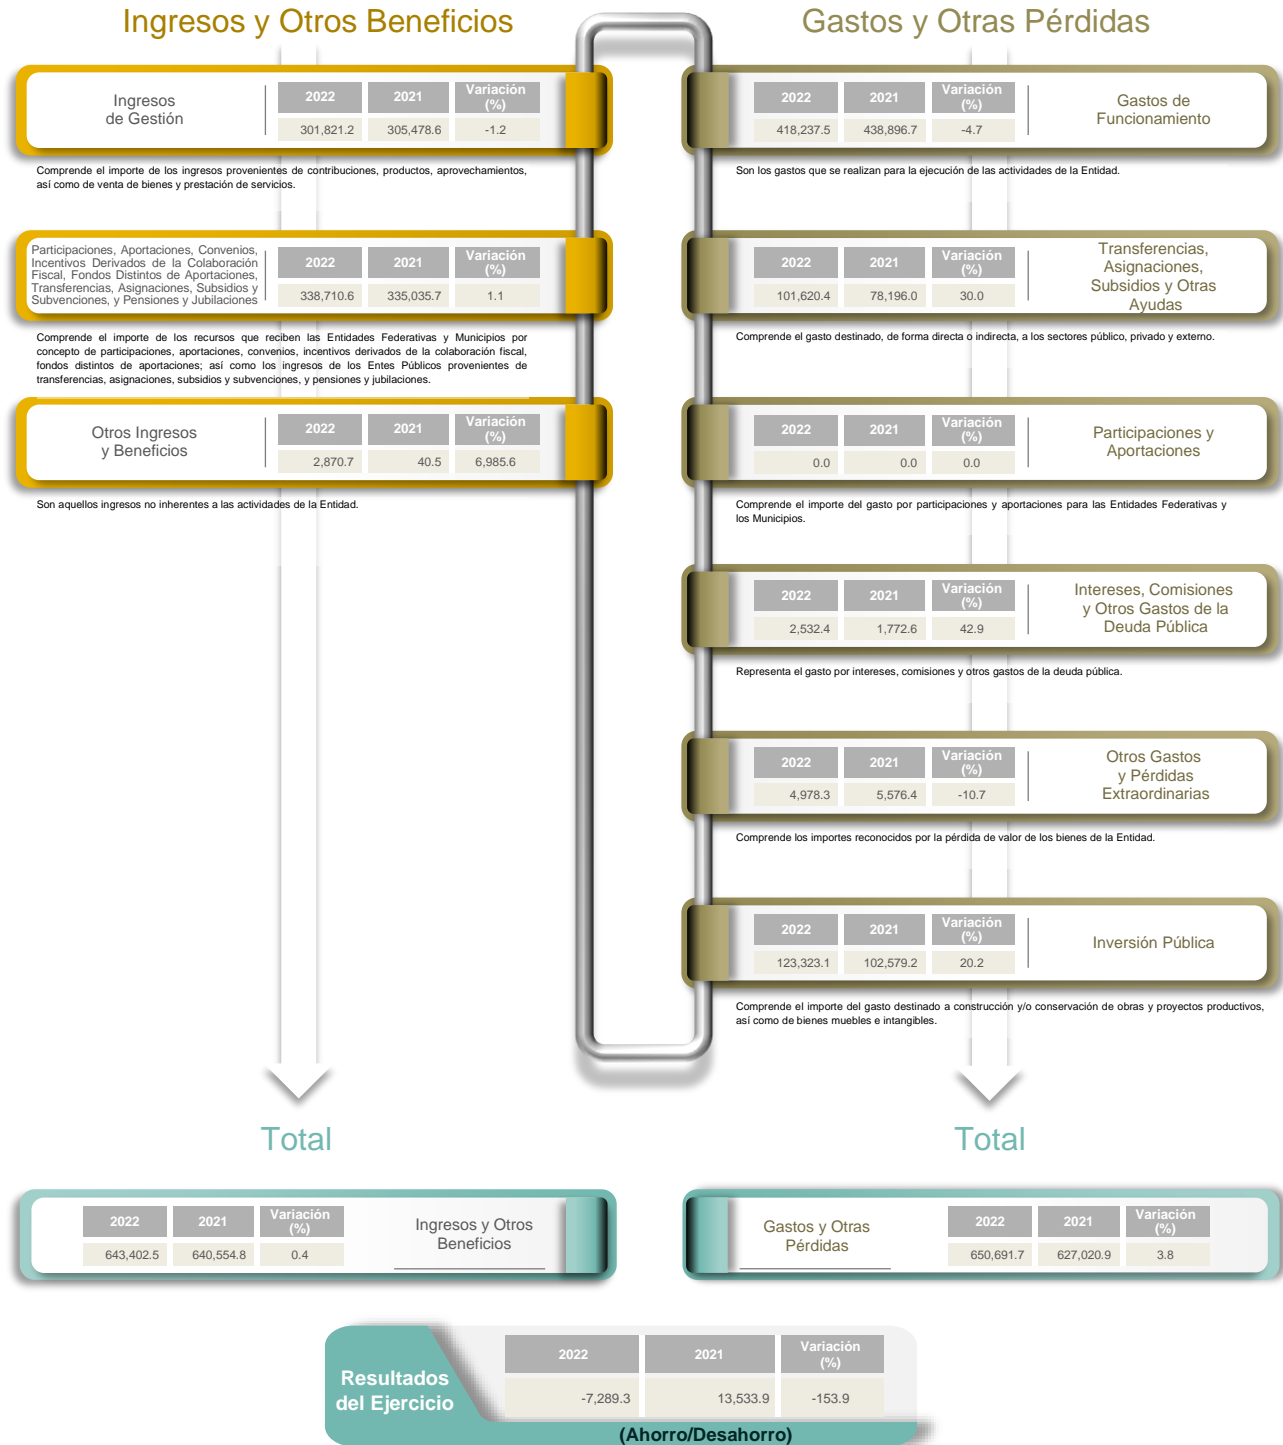 Ingresos y Otros Beneficios
Ingresos
de Gestión
2022 2021 Variación
(%)
301,821.2 305,478.6 -1.2
Comprende el importe de los ingresos provenientes de contribuciones, productos, aprovechamientos,
así como de venta de bienes y prestación de servicios.
Participaciones, Aportaciones, Convenios,
Incentivos Derivados de la Colaboración
Fiscal, Fondos Distintos de Aportaciones,
Transferencias, Asignaciones, Subsidios y
Subvenciones, y Pensiones y Jubilaciones
2022 2021 Variación
(%)
338,710.6 335,035.7 1.1
Comprende el importe de los recursos que reciben las Entidades Federativas y Municipios por
concepto de participaciones, aportaciones, convenios, incentivos derivados de la colaboración fiscal,
fondos distintos de aportaciones; así como los ingresos de los Entes Públicos provenientes de
transferencias, asignaciones, subsidios y subvenciones, y pensiones y jubilaciones.
Otros Ingresos
y Beneficios
2022 2021 Variación
(%)
2,870.7 40.5 6,985.6
Son aquellos ingresos no inherentes a las actividades de la Entidad.
Gastos y Otras Pérdidas
2022 2021 Variación
(%)
418,237.5 438,896.7 -4.7
Gastos de
Funcionamiento
Son los gastos que se realizan para la ejecución de las actividades de la Entidad.
2022 2021 Variación
(%)
101,620.4 78,196.0 30.0
Transferencias,
Asignaciones,
Subsidios y Otras
Ayudas
Comprende el gasto destinado, de forma directa o indirecta, a los sectores público, privado y externo.
2022 2021 Variación
(%)
0.0 0.0 0.0
Participaciones y
Aportaciones
Comprende el importe del gasto por participaciones y aportaciones para las Entidades Federativas y
los Municipios.
2022 2021 Variación
(%)
2,532.4 1,772.6 42.9
Intereses, Comisiones
y Otros Gastos de la
Deuda Pública
Representa el gasto por intereses, comisiones y otros gastos de la deuda pública.
2022 2021 Variación
(%)
4,978.3 5,576.4 -10.7
Otros Gastos
y Pérdidas
Extraordinarias
Comprende los importes reconocidos por la pérdida de valor de los bienes de la Entidad.
2022 2021 Variación
(%)
123,323.1 102,579.2 20.2
Inversión Pública
Comprende el importe del gasto destinado a construcción y/o conservación de obras y proyectos productivos,
así como de bienes muebles e intangibles.
Total
2022 2021 Variación
(%)
643,402.5 640,554.8 0.4
Ingresos y Otros
Beneficios
Total
Gastos y Otras
Pérdidas
2022 2021 Variación
(%)
650,691.7 627,020.9 3.8
Resultados
del Ejercicio
2022 2021 Variación
(%)
-7,289.3 13,533.9 -153.9
(Ahorro/Desahorro)